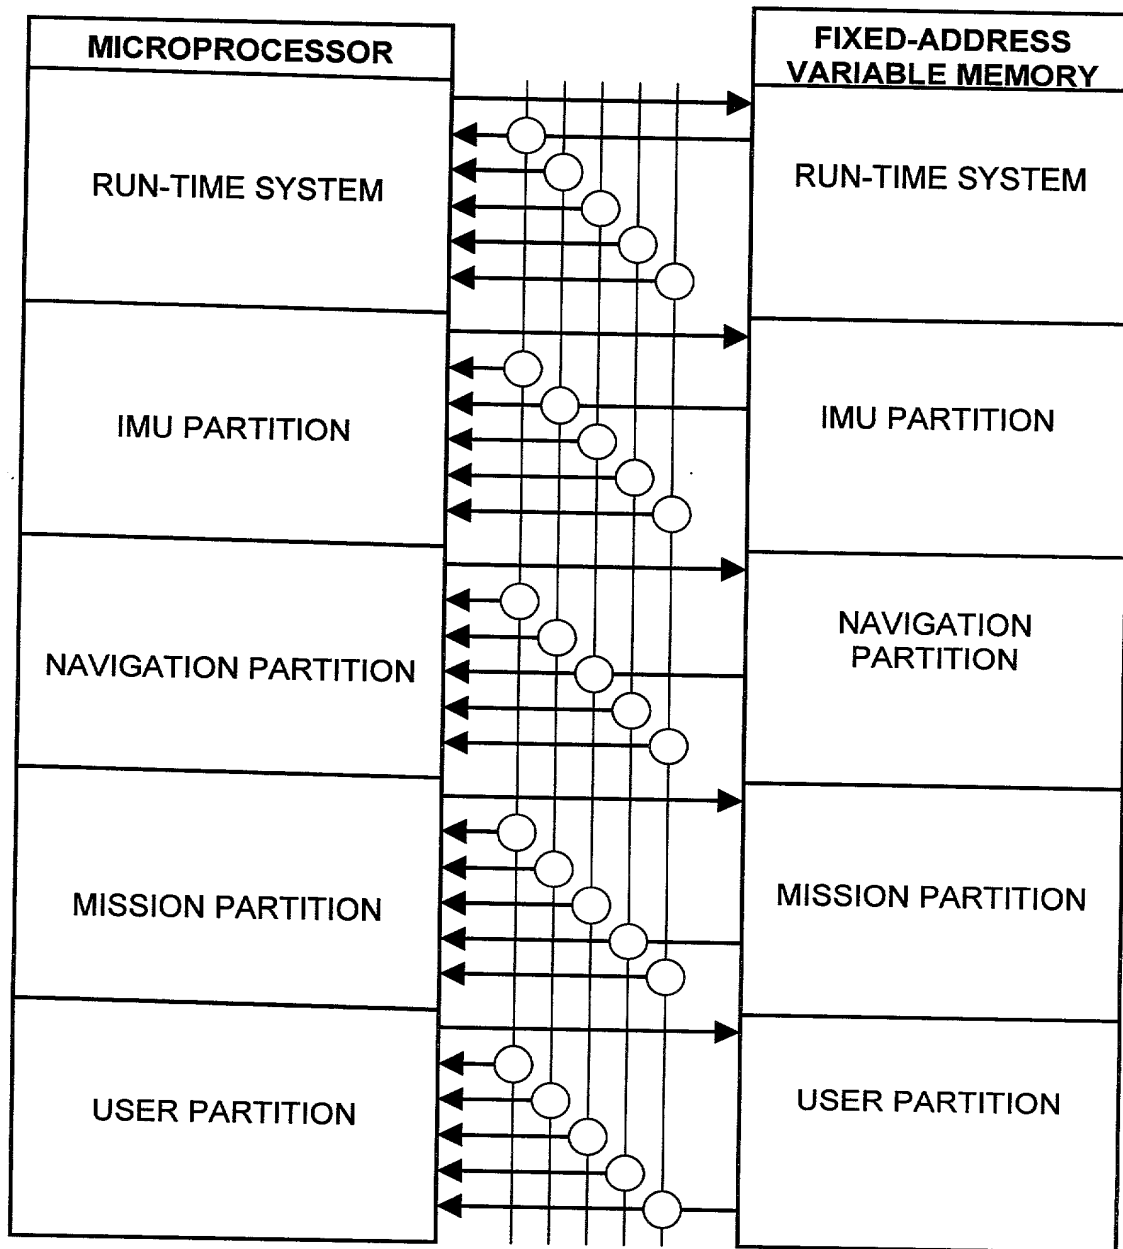 MICROPROCESSOR
FIXED-ADDRESS
VARIABLE MEMORY
RUN-TIME SYSTEM
RUN-TIME SYSTEM
IMU PARTITION
IMU PARTITION
NAVIGATION PARTITION
NAVIGATION
PARTITION
MISSION PARTITION
MISSION PARTITION
USER PARTITION
USER PARTITION